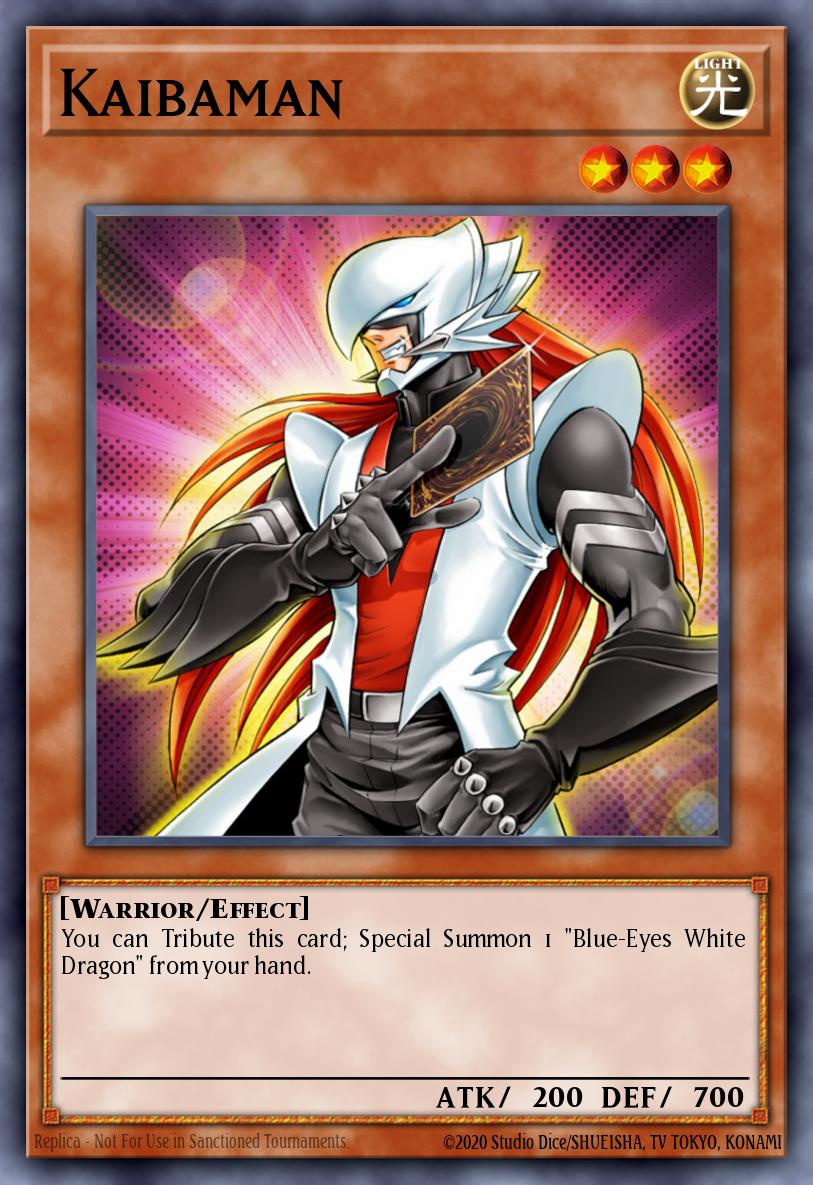 Kaibaman
LIGHT
光
[Warrior/Effect]
You can Tribute this card; Special Summon 1 "Blue-Eyes White
Dragon" from your hand.
ATK/ 200 DEF/ 700
Replica - Not For Use in Sanctioned Tournaments.
©2020 Studio Dice/SHUEISHA, TV TOKYO, KONAMI